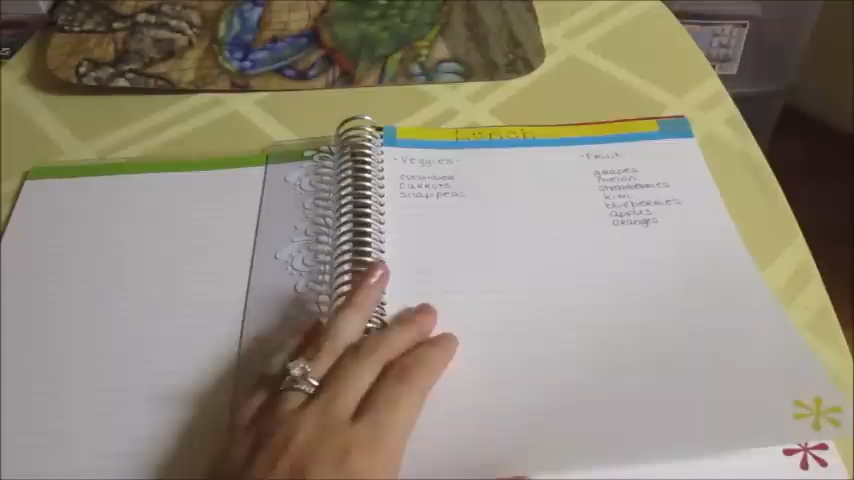 Lunch
· Veggies ·
cucumber
carrots
snap peas
· Fruit ·
grapes
melon
strawberries
kiwi
blueberries
apples
oranges